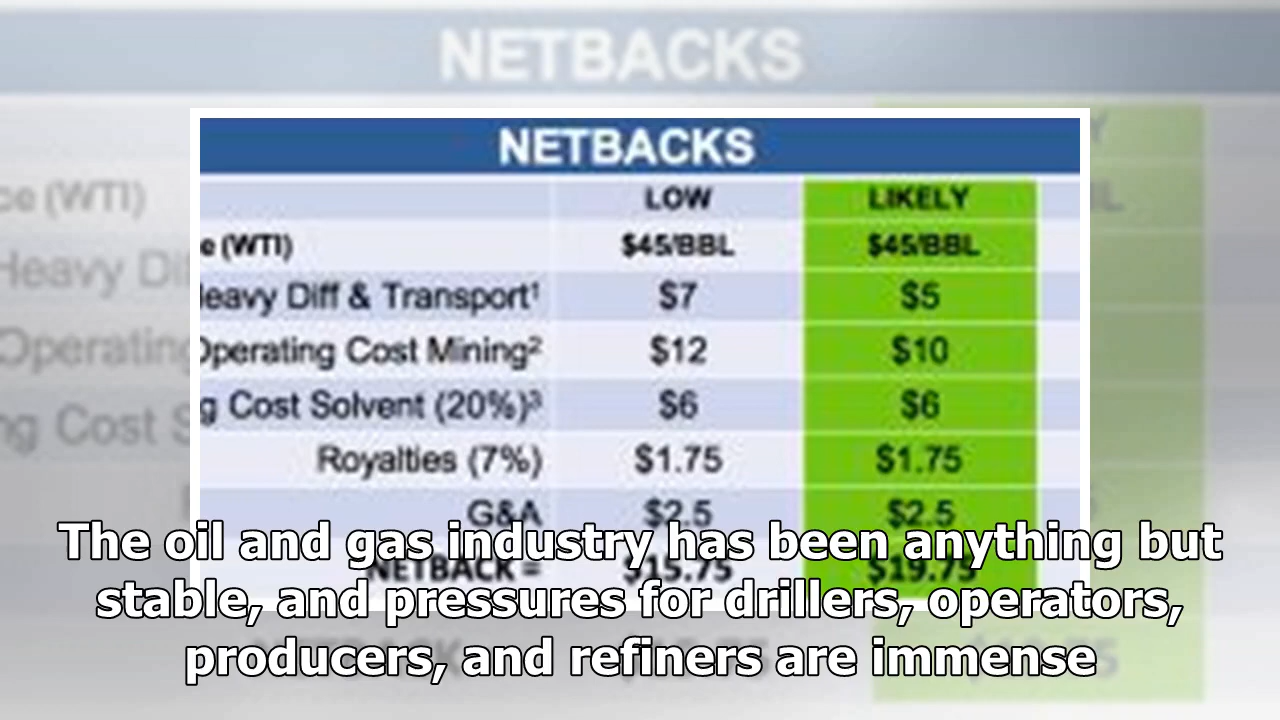 NETBACKS
NETBACKS
LOW LIKELY
e (WTI) $45/BBL $45/BBL
Heavy Diff & Transport¹ $7 $5
Operating Cost Mining² $12 $10
g Cost Solvent (20%)³ $6 $6
Royalties (7%) $1.75 $1.75
G&A $2.5 $2.5
NETBACK = $15.75 $19.75
The oil and gas industry has been anything but
stable, and pressures for drillers, operators,
producers, and refiners are immense